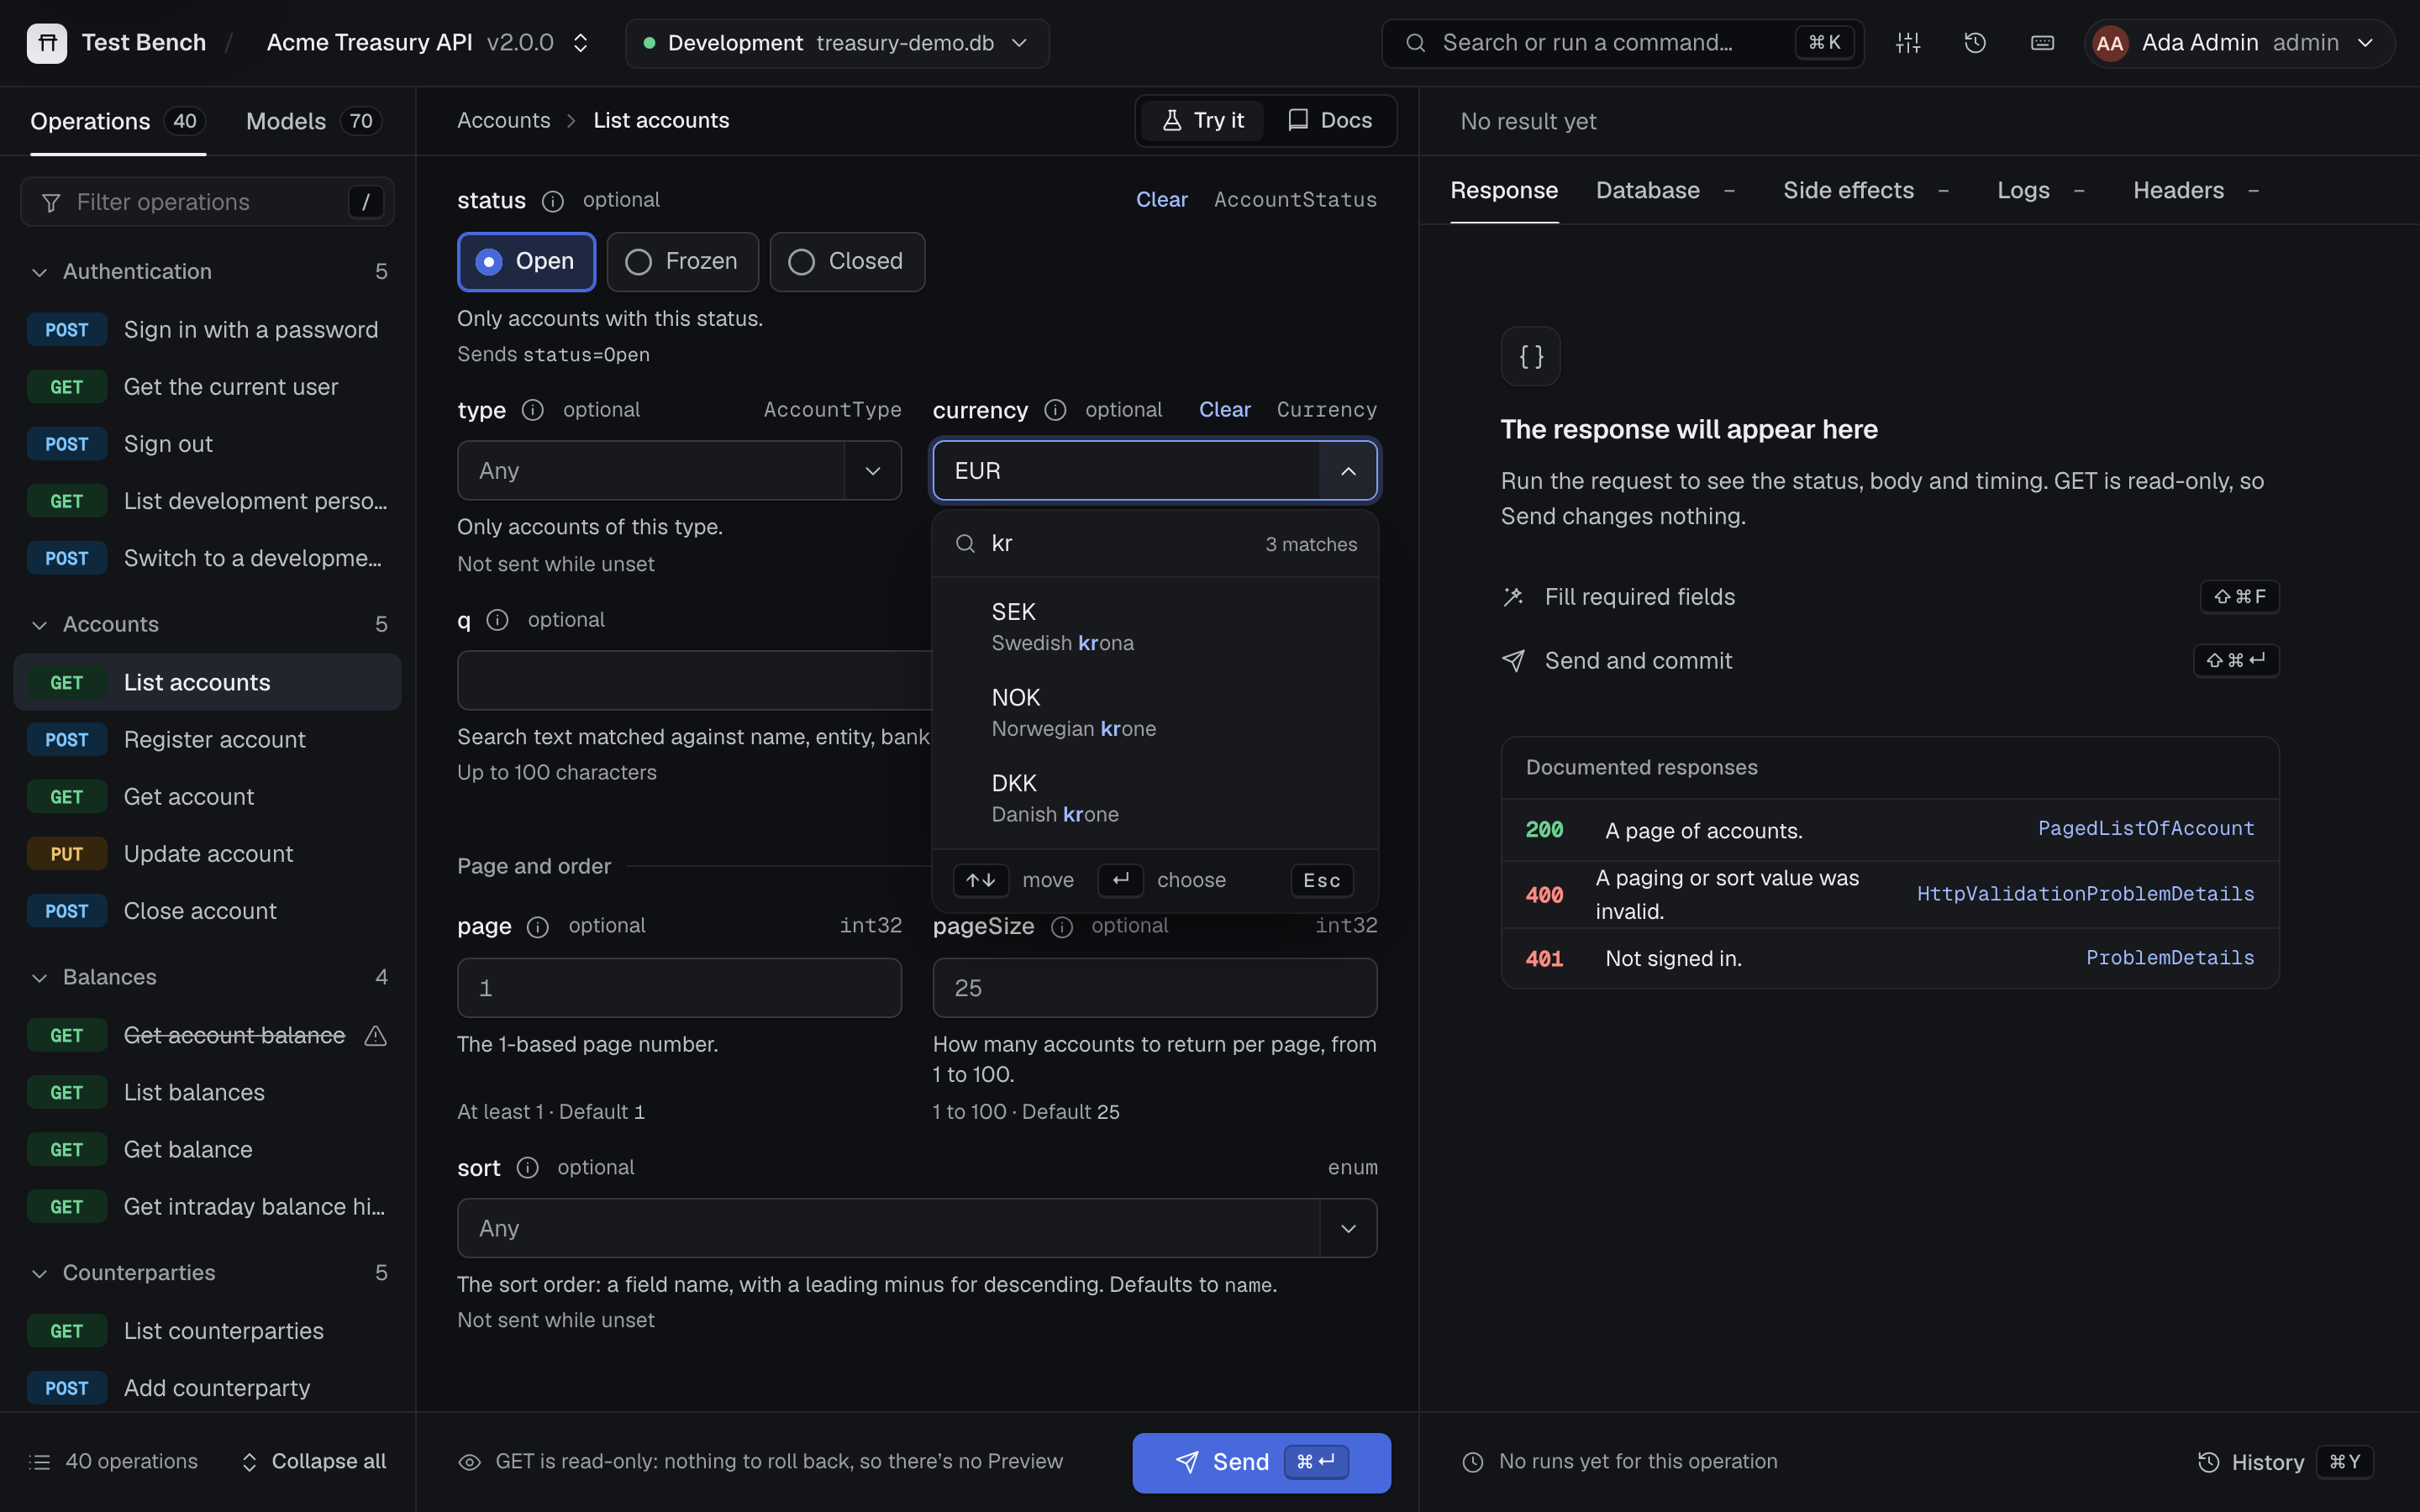 Test Bench / Acme Treasury API v2.0.0
Development treasury-demo.db
Search or run a command... ⌘K
AA Ada Admin admin
Operations 40 Models 70
Filter operations /
Authentication 5
POST Sign in with a password
GET Get the current user
POST Sign out
GET List development perso...
POST Switch to a developme...
Accounts 5
GET List accounts
POST Register account
GET Get account
PUT Update account
POST Close account
Balances 4
GET Get account balance
GET List balances
GET Get balance
GET Get intraday balance hi...
Counterparties 5
GET List counterparties
POST Add counterparty
40 operations Collapse all
Accounts > List accounts
Try it Docs
status optional Clear AccountStatus
Open Frozen Closed
Only accounts with this status.
Sends status=Open
type optional AccountType
Any
Only accounts of this type.
Not sent while unset
currency optional Clear Currency
EUR
kr 3 matches
SEK
Swedish krona
NOK
Norwegian krone
DKK
Danish krone
↑↓ move ↵ choose Esc
q optional
Search text matched against name, entity, bank
Up to 100 characters
Page and order
page optional int32
1
The 1-based page number.
At least 1 · Default 1
pageSize optional int32
25
How many accounts to return per page, from
1 to 100.
1 to 100 · Default 25
sort optional enum
Any
The sort order: a field name, with a leading minus for descending. Defaults to name.
Not sent while unset
GET is read-only: nothing to roll back, so there’s no Preview
Send ⌘↵
No result yet
Response Database – Side effects – Logs – Headers –
{ }
The response will appear here
Run the request to see the status, body and timing. GET is read-only, so
Send changes nothing.
Fill required fields ⇧⌘F
Send and commit ⇧⌘↵
Documented responses
200 A page of accounts. PagedListOfAccount
400 A paging or sort value was
invalid. HttpValidationProblemDetails
401 Not signed in. ProblemDetails
No runs yet for this operation
History ⌘Y